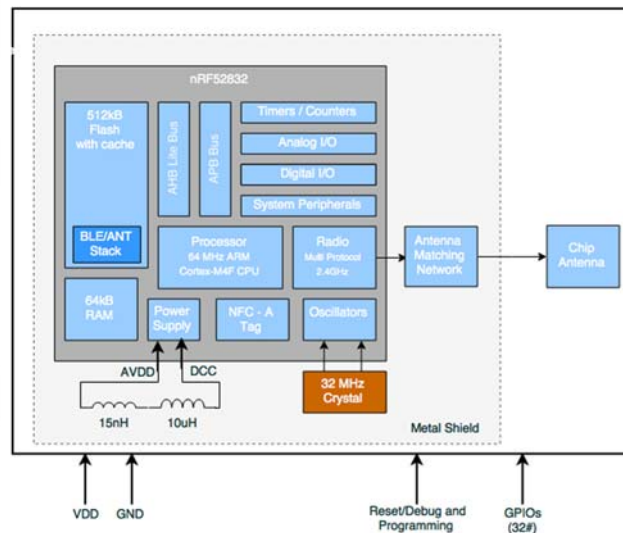 nRF52832
512kB
Flash
with cache
BLE/ANT
Stack
AHB Lite Bus
APB Bus
Timers / Counters
Analog I/O
Digital I/O
System Peripherals
Processor
64 MHz ARM
Cortex-M4F CPU
Radio
Multi Protocol
2.4GHz
Antenna
Matching
Network
Chip
Antenna
64kB
RAM
Power
Supply
NFC - A
Tag
Oscillators
AVDD
DCC
15nH
10uH
32 MHz
Crystal
Metal Shield
VDD
GND
Reset/Debug and
Programming
GPIOs
(32#)